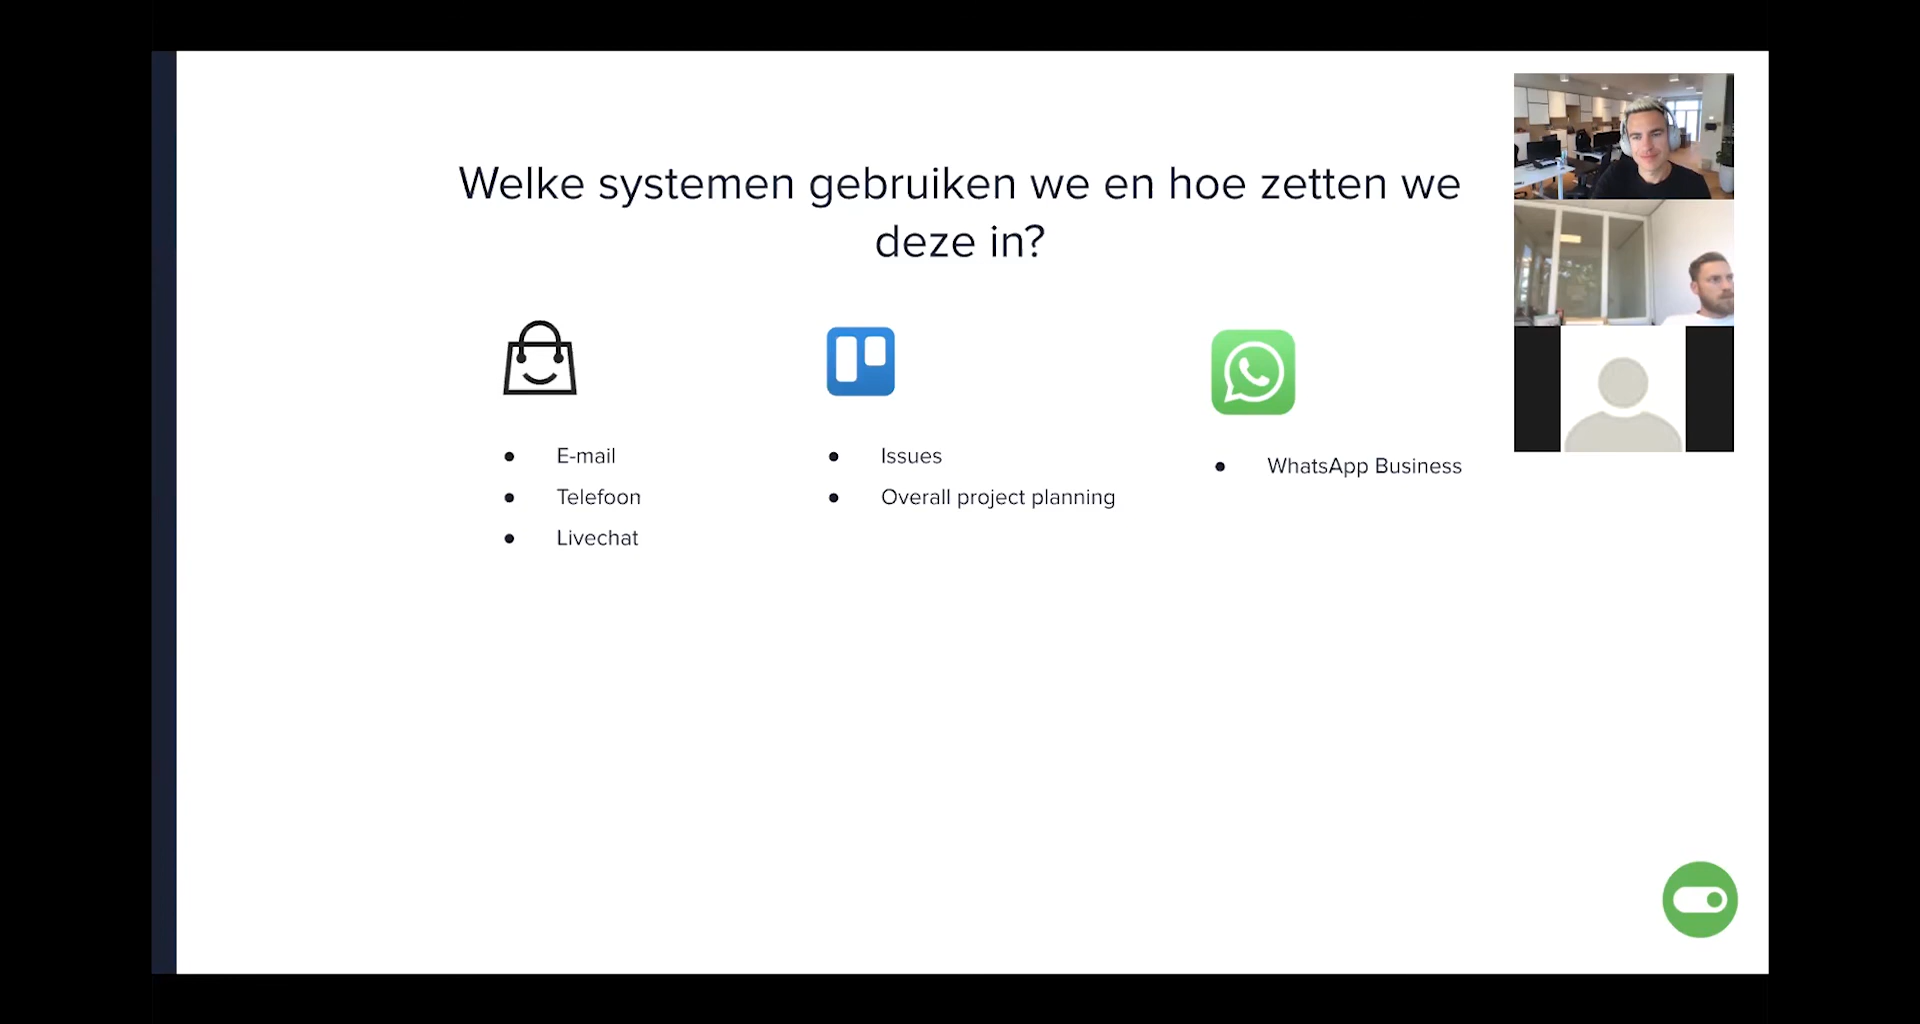 Welke systemen gebruiken we en hoe zetten we
deze in?
E-mail
Telefoon
Livechat
Issues
Overall project planning
WhatsApp Business